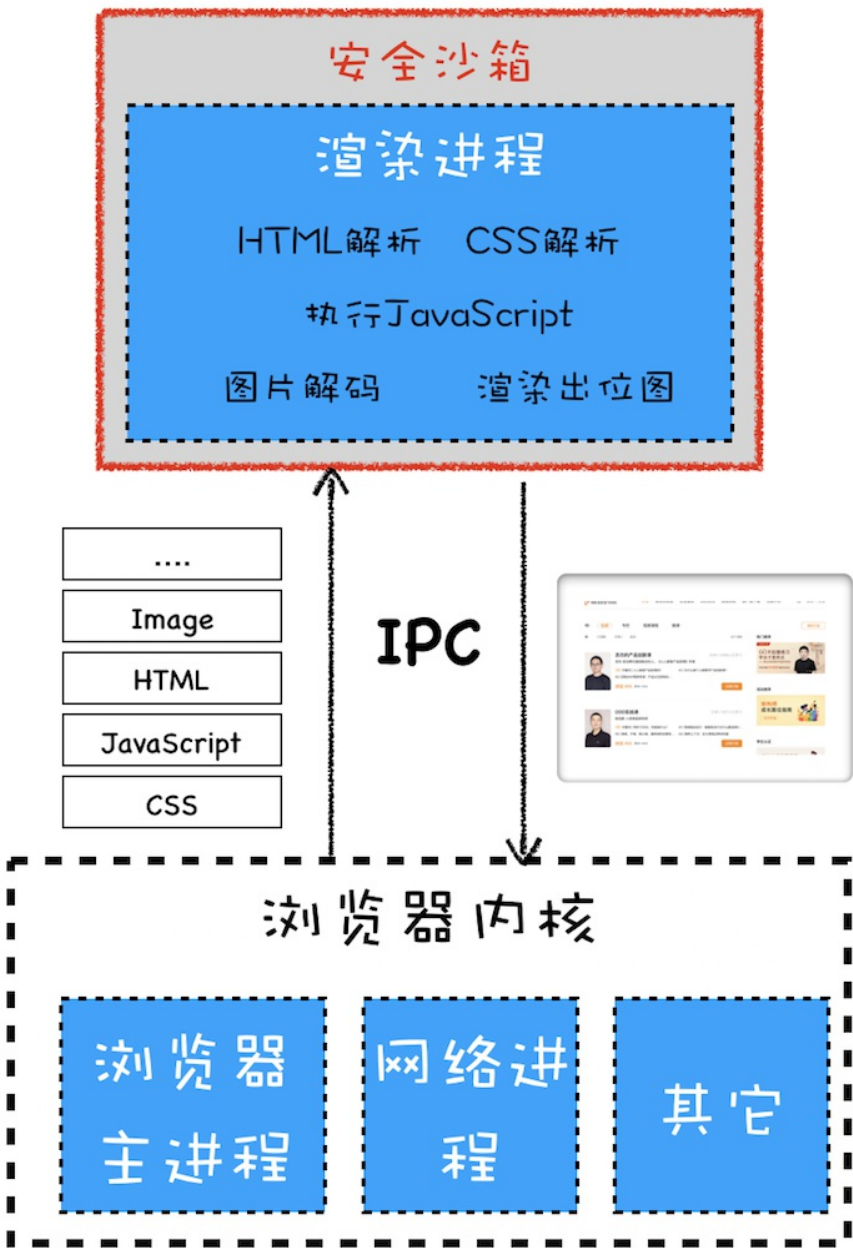 安全沙箱
渲染进程
HTML解析 CSS解析
执行JavaScript
图片解码 渲染出位图
....
Image
HTML
JavaScript
CSS
IPC
浏览器内核
浏览器
主进程
网络进
程
其它